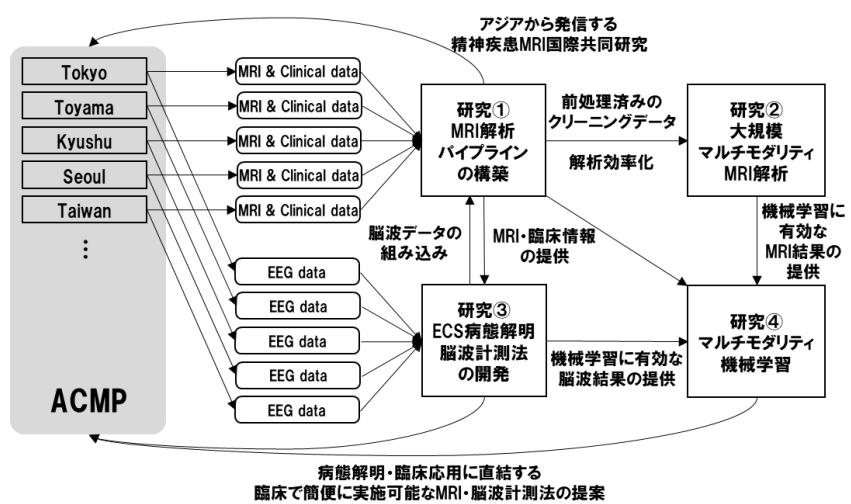 アジアから発信する
精神疾患MRI国際共同研究
Tokyo
Toyama
Kyushu
Seoul
Taiwan
⋮
ACMP
MRI & Clinical data
MRI & Clinical data
MRI & Clinical data
MRI & Clinical data
MRI & Clinical data
EEG data
EEG data
EEG data
EEG data
EEG data
研究①
MRI解析
パイプライン
の構築
前処理済みの
クリーニングデータ
解析効率化
研究②
大規模
マルチモダリティ
MRI解析
脳波データの
組み込み
MRI・臨床情報
の提供
機械学習に
有効な
MRI結果の
提供
研究③
ECS病態解明
脳波計測法
の開発
機械学習に有効な
脳波結果の提供
研究④
マルチモダリティ
機械学習
病態解明・臨床応用に直結する
臨床で簡便に実施可能なMRI・脳波計測法の提案